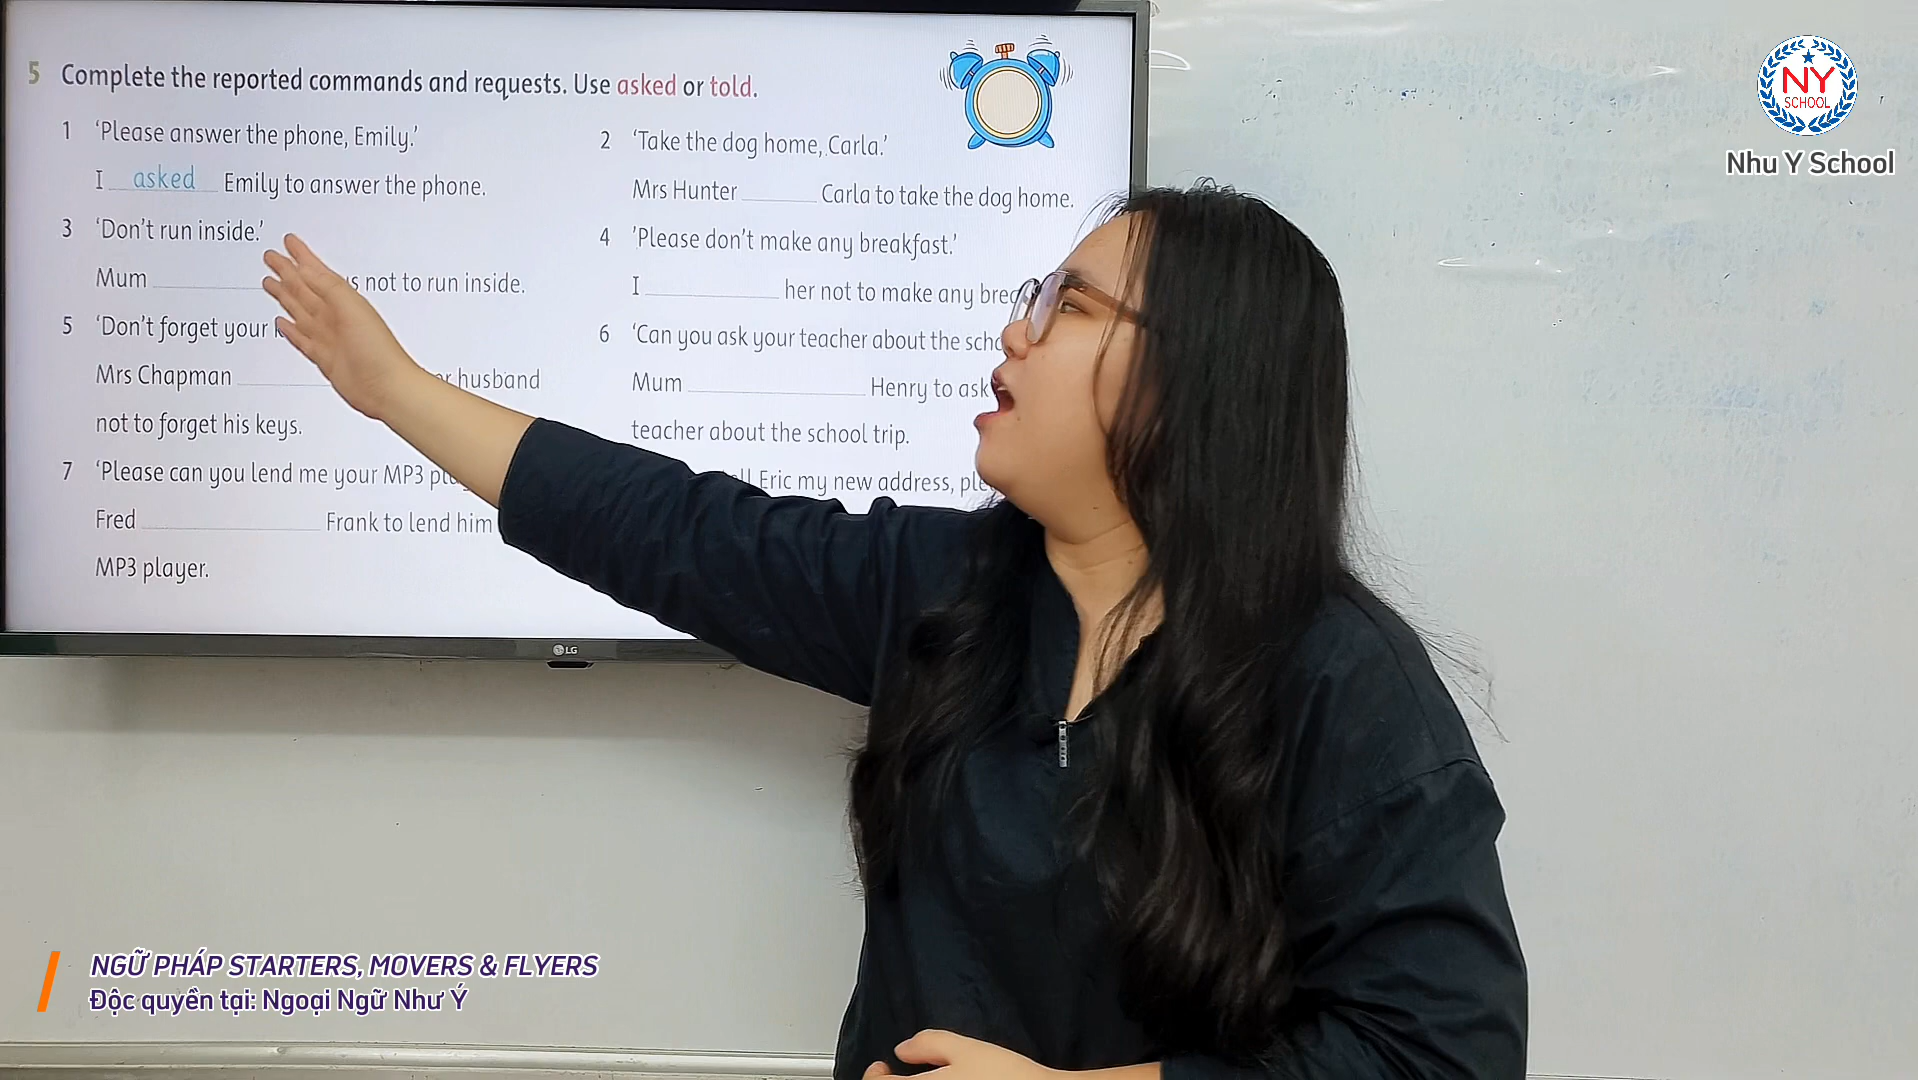 5 Complete the reported commands and requests. Use asked or told.
1 ‘Please answer the phone, Emily.’
I asked Emily to answer the phone.
2 ‘Take the dog home, Carla.’
Mrs Hunter ______ Carla to take the dog home.
3 ‘Don’t run inside.’
Mum ______ not to run inside.
4 ’Please don’t make any breakfast.’
I ______ her not to make any
5 ‘Don’t forget your
Mrs Chapman ______ husband
not to forget his keys.
6 ‘Can you ask your teacher about the
Mum ______ Henry to ask
teacher about the school trip.
7 ‘Please can you lend me your MP3
Fred ______ Frank to lend him
MP3 player.
Eric my new address,
LG
NY
SCHOOL
Nhu Y School
NGỮ PHÁP STARTERS, MOVERS & FLYERS
Độc quyền tại: Ngoại Ngữ Như Ý